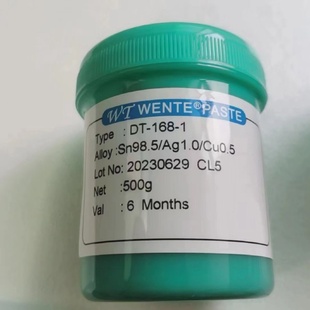 WT WENTE®PASTE
Type : DT-168-1
Alloy :Sn98.5/Ag1.0/Cu0.5
Lot No: 20230629 CL5
Net :500g
Val : 6 Months